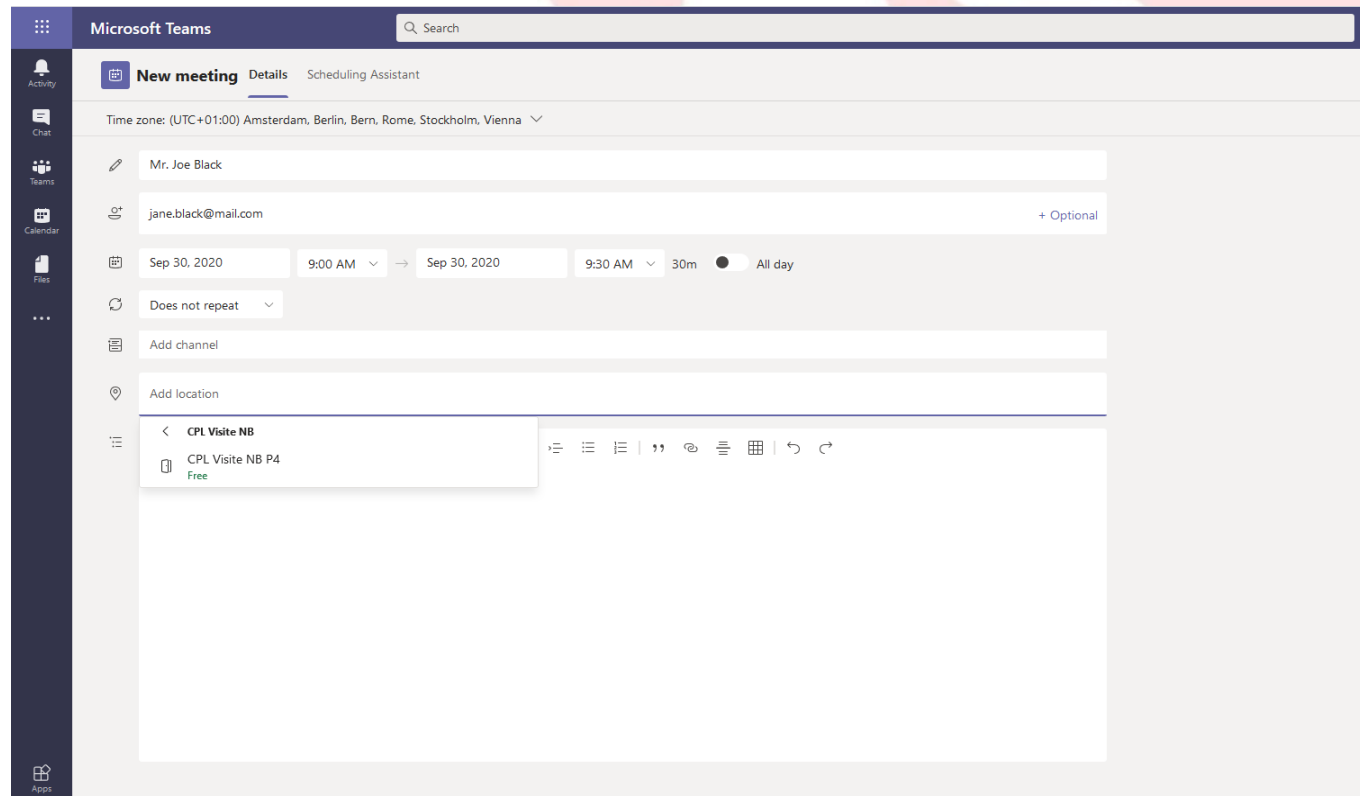 Microsoft Teams
Search
Activity
Chat
Teams
Calendar
Files
Apps
New meeting Details Scheduling Assistant
Time zone: (UTC+01:00) Amsterdam, Berlin, Bern, Rome, Stockholm, Vienna
Mr. Joe Black
jane.black@mail.com + Optional
Sep 30, 2020 9:00 AM → Sep 30, 2020 9:30 AM 30m All day
Does not repeat
Add channel
Add location
CPL Visite NB
CPL Visite NB P4
Free